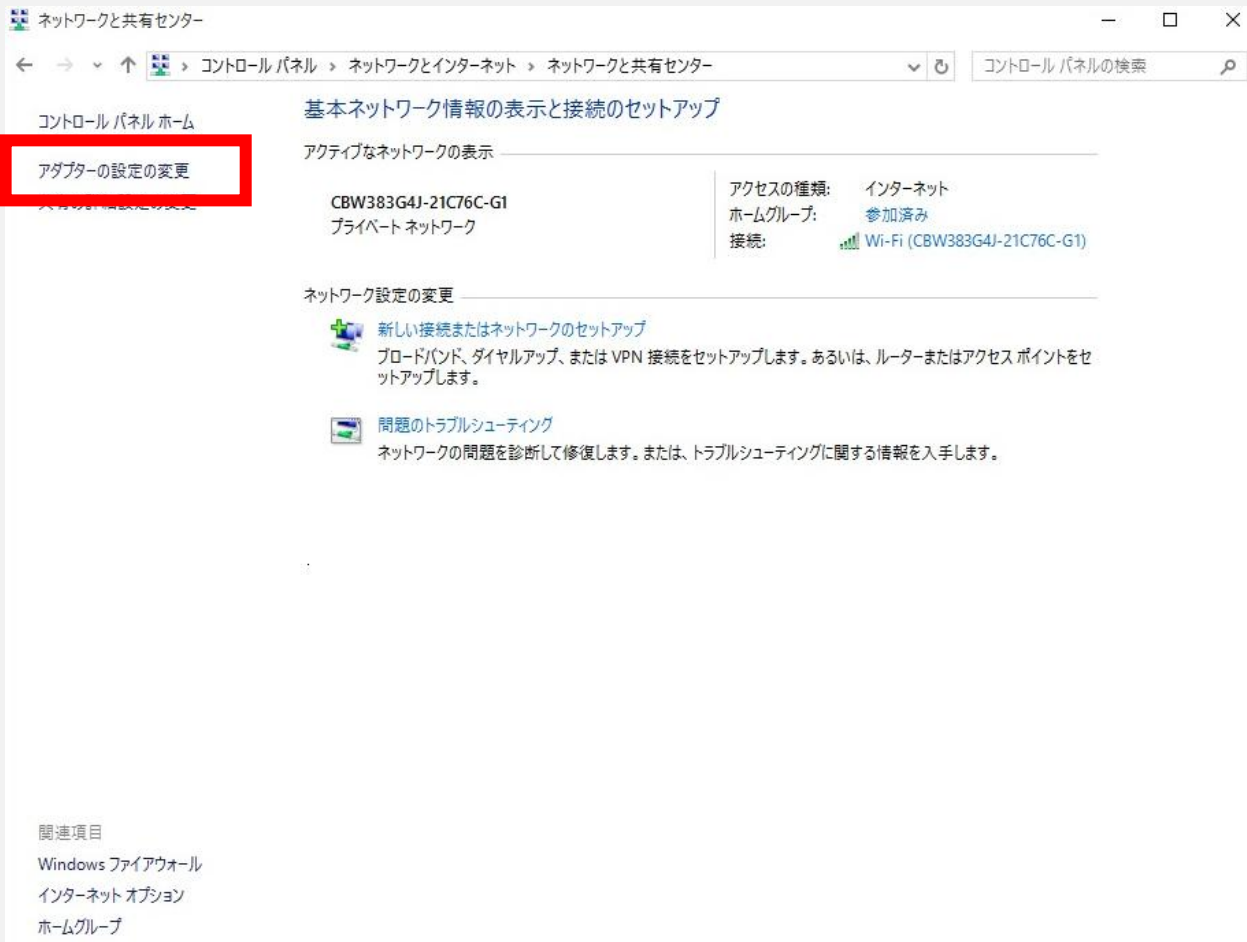 ネットワークと共有センター
コントロール パネル › ネットワークとインターネット › ネットワークと共有センター
コントロール パネルの検索
コントロール パネル ホーム
アダプターの設定の変更
基本ネットワーク情報の表示と接続のセットアップ
アクティブなネットワークの表示
CBW383G4J-21C76C-G1
プライベート ネットワーク
アクセスの種類: インターネット
ホームグループ: 参加済み
接続: Wi-Fi (CBW383G4J-21C76C-G1)
ネットワーク設定の変更
新しい接続またはネットワークのセットアップ
ブロードバンド、ダイヤルアップ、または VPN 接続をセットアップします。あるいは、ルーターまたはアクセス ポイントをセ
ットアップします。
問題のトラブルシューティング
ネットワークの問題を診断して修復します。または、トラブルシューティングに関する情報を入手します。
関連項目
Windows ファイアウォール
インターネット オプション
ホームグループ